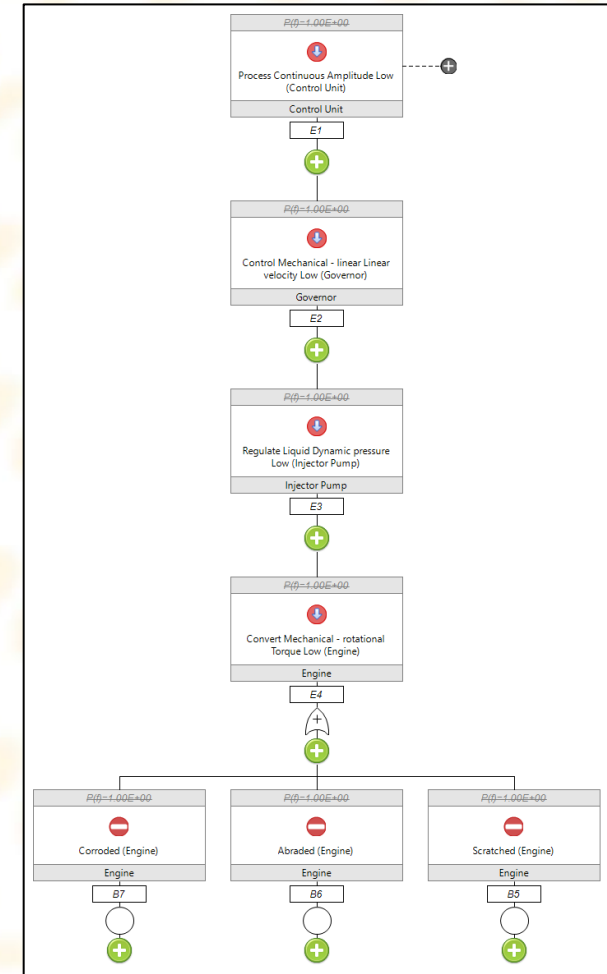 P(f)=1.00E+00
Process Continuous Amplitude Low
(Control Unit)
Control Unit
E1
P(f)=1.00E+00
Control Mechanical - linear Linear
velocity Low (Governor)
Governor
E2
P(f)=1.00E+00
Regulate Liquid Dynamic pressure
Low (Injector Pump)
Injector Pump
E3
P(f)=1.00E+00
Convert Mechanical - rotational
Torque Low (Engine)
Engine
E4
+
P(f)=1.00E+00 P(f)=1.00E+00 P(f)=1.00E+00
Corroded (Engine) Abraded (Engine) Scratched (Engine)
Engine Engine Engine
B7 B6 B5